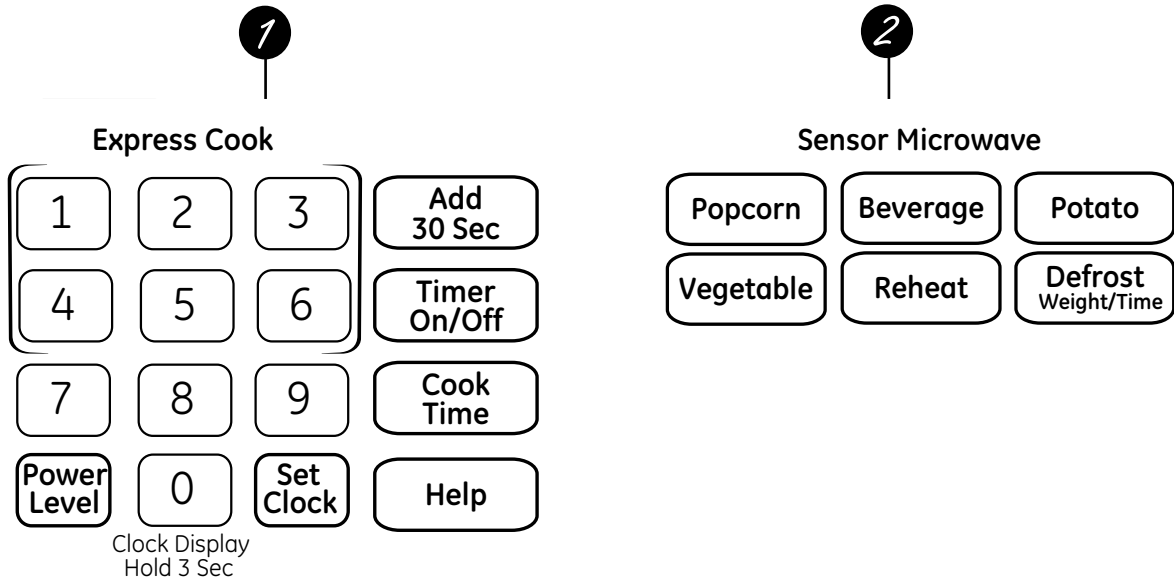 1
2
Express Cook
1 2 3 Add
30 Sec
4 5 6 Timer
On/Off
7 8 9 Cook
Time
Power
Level
0
Set
Clock
Help
Clock Display
Hold 3 Sec
Sensor Microwave
Popcorn Beverage Potato
Vegetable Reheat Defrost
Weight/Time